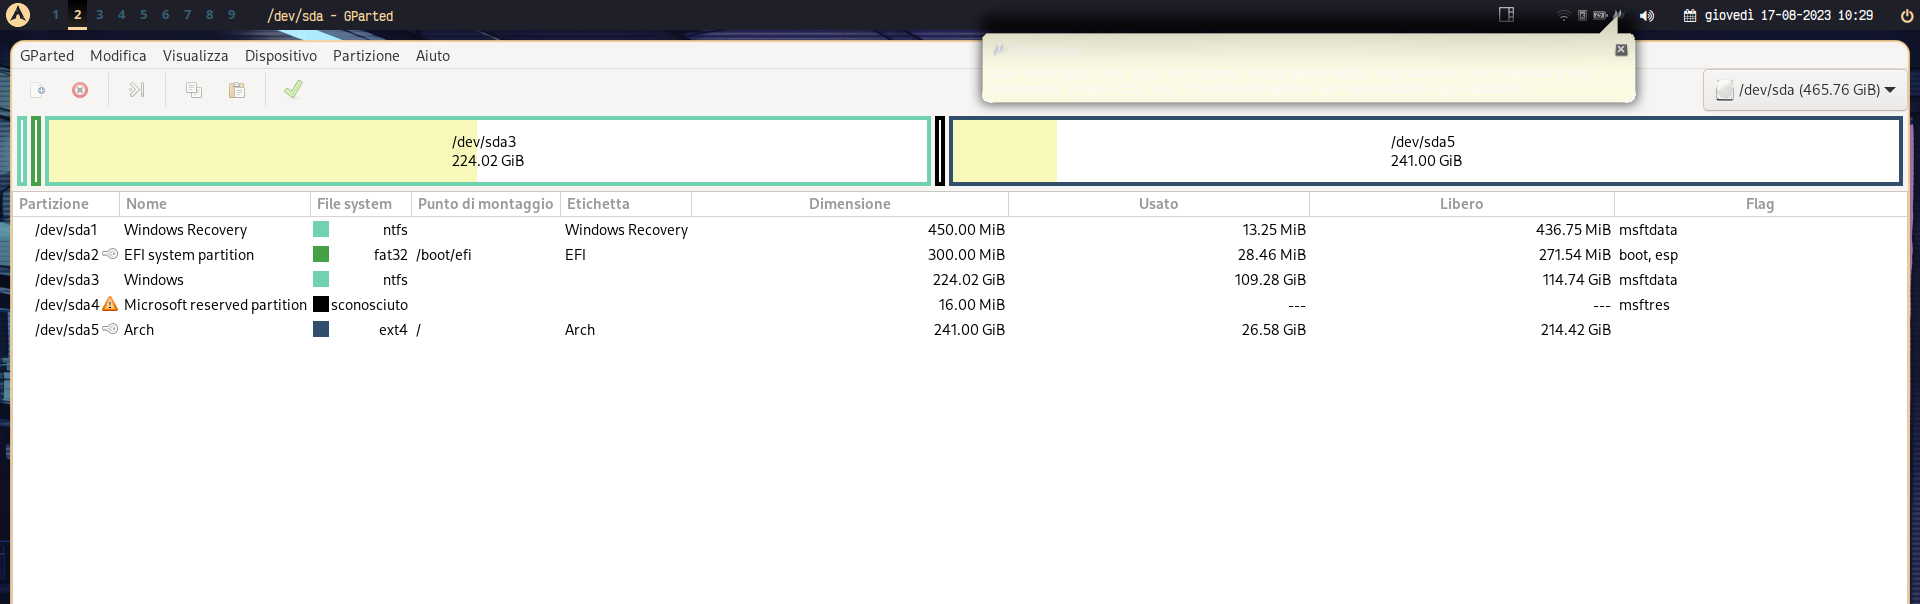 1 2 3 4 5 6 7 8 9 /dev/sda - GParted giovedì 17-08-2023 10:29
GParted Modifica Visualizza Dispositivo Partizione Aiuto
/dev/sda (465.76 GiB)
/dev/sda3
224.02 GiB
/dev/sda5
241.00 GiB
Partizione Nome File system Punto di montaggio Etichetta Dimensione Usato Libero Flag
/dev/sda1 Windows Recovery ntfs Windows Recovery 450.00 MiB 13.25 MiB 436.75 MiB msftdata
/dev/sda2 EFI system partition fat32 /boot/efi EFI 300.00 MiB 28.46 MiB 271.54 MiB boot, esp
/dev/sda3 Windows ntfs 224.02 GiB 109.28 GiB 114.74 GiB msftdata
/dev/sda4 Microsoft reserved partition sconosciuto 16.00 MiB --- --- msftres
/dev/sda5 Arch ext4 / Arch 241.00 GiB 26.58 GiB 214.42 GiB